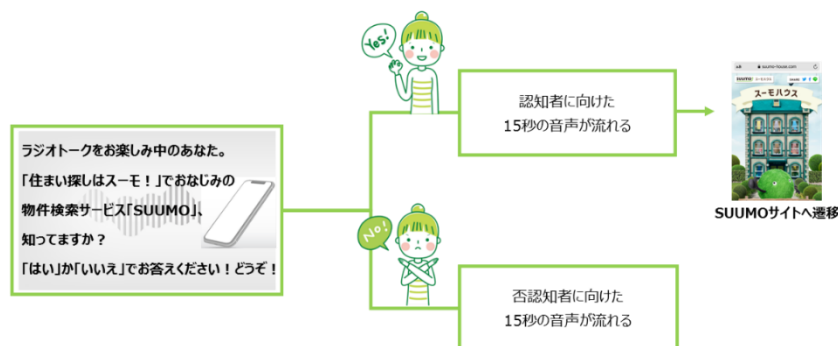 ラジオトークをお楽しみ中のあなた。
「住まい探しはスーモ！」でおなじみの
物件検索サービス「SUUMO」、
知ってますか？
「はい」か「いいえ」でお答えください！どうぞ！
Yes!
認知者に向けた
15秒の音声が流れる
suumo-house.com
スーモハウス
SUUMOサイトへ遷移
No!
否認知者に向けた
15秒の音声が流れる